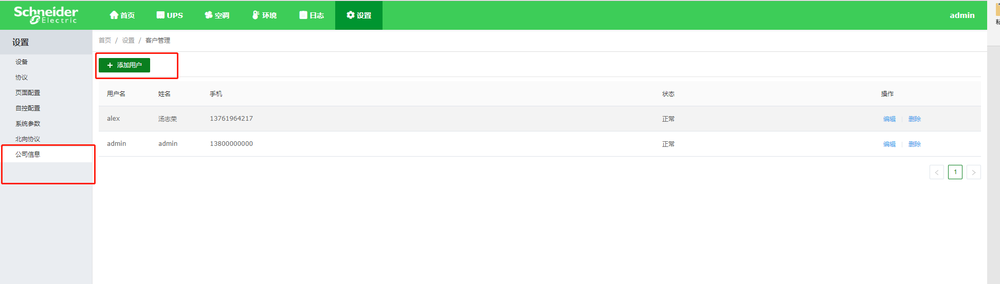 Schneider Electric 首页 UPS 空调 环境 日志 设置 admin
设置
设备
协议
页面配置
自控配置
系统参数
北向协议
公司信息
首页 / 设置 / 客户管理
+ 添加用户
用户名 姓名 手机 状态 操作
alex 汤志荣 13761964217 正常 编辑 删除
admin admin 13800000000 正常 编辑 删除
< 1 >